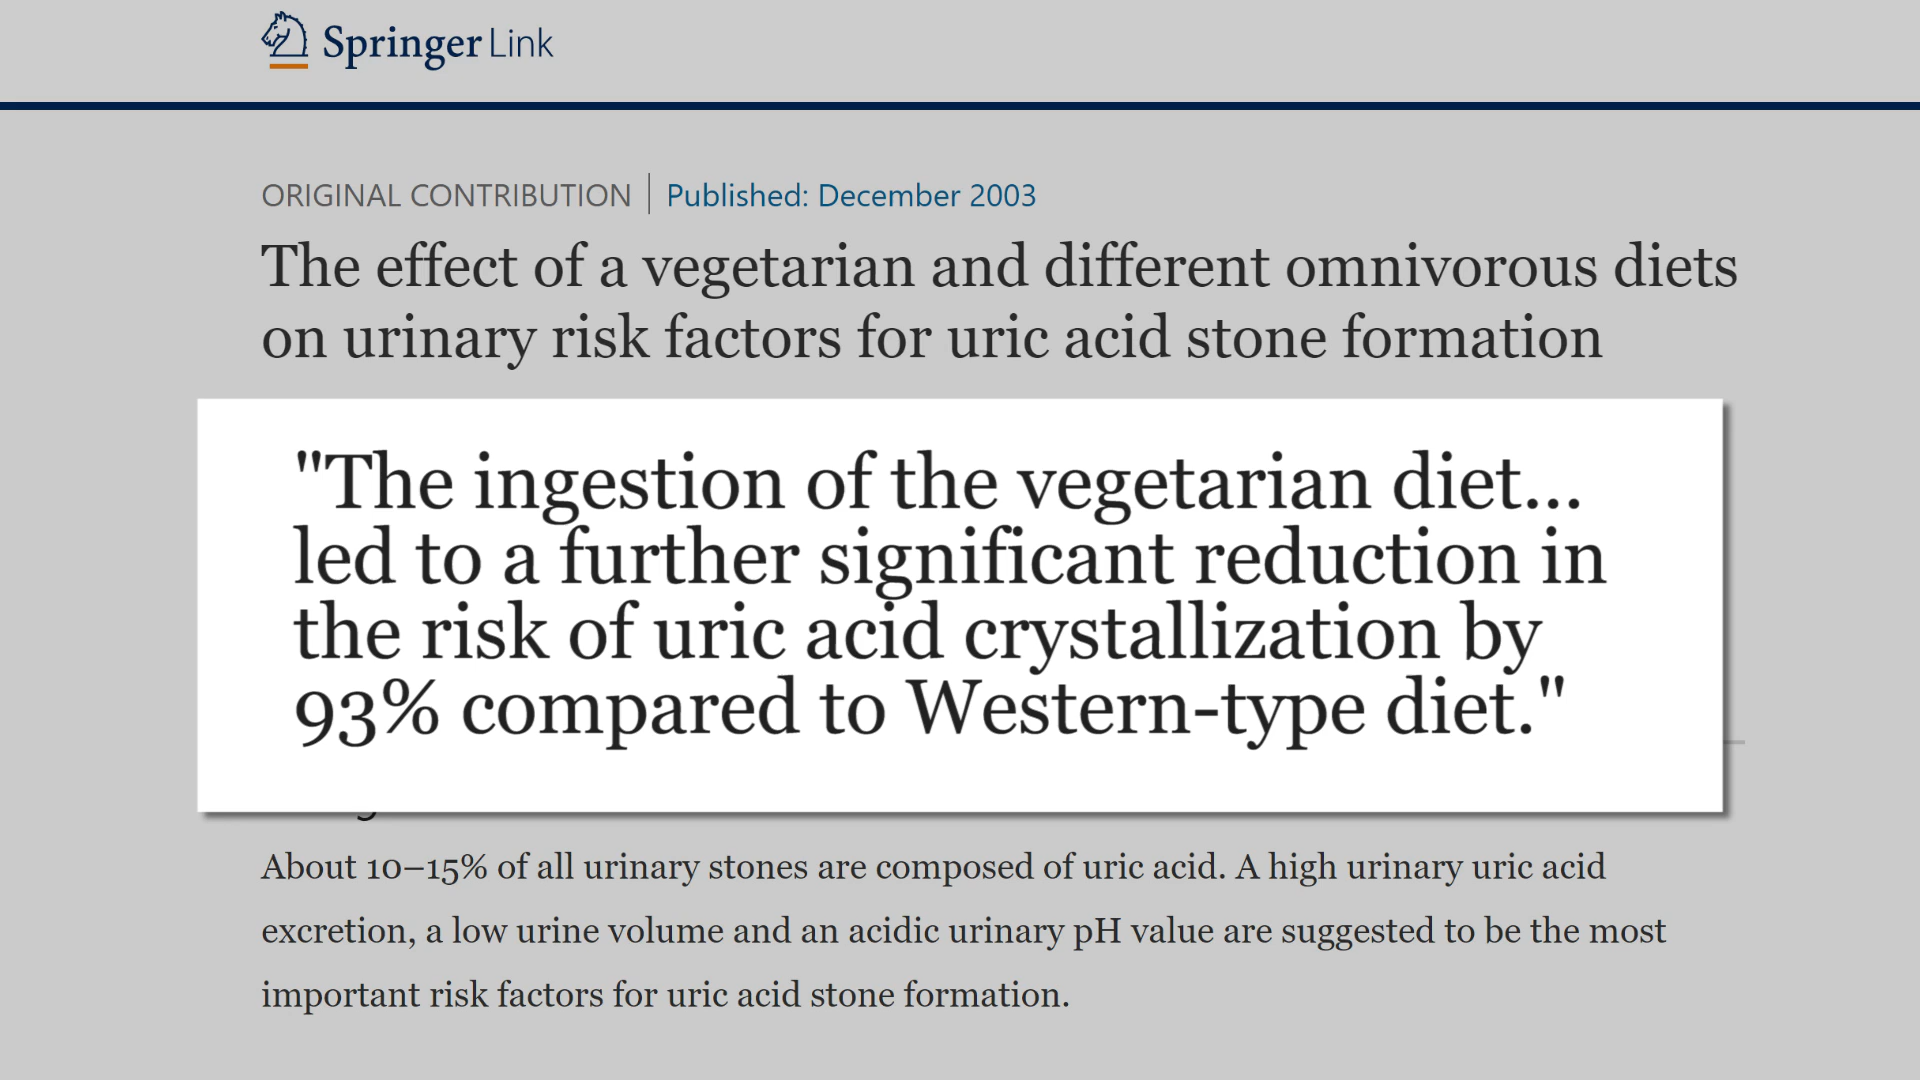 Springer Link
ORIGINAL CONTRIBUTION | Published: December 2003
The effect of a vegetarian and different omnivorous diets
on urinary risk factors for uric acid stone formation
"The ingestion of the vegetarian diet...
led to a further significant reduction in
the risk of uric acid crystallization by
93% compared to Western-type diet."
About 10–15% of all urinary stones are composed of uric acid. A high urinary uric acid
excretion, a low urine volume and an acidic urinary pH value are suggested to be the most
important risk factors for uric acid stone formation.